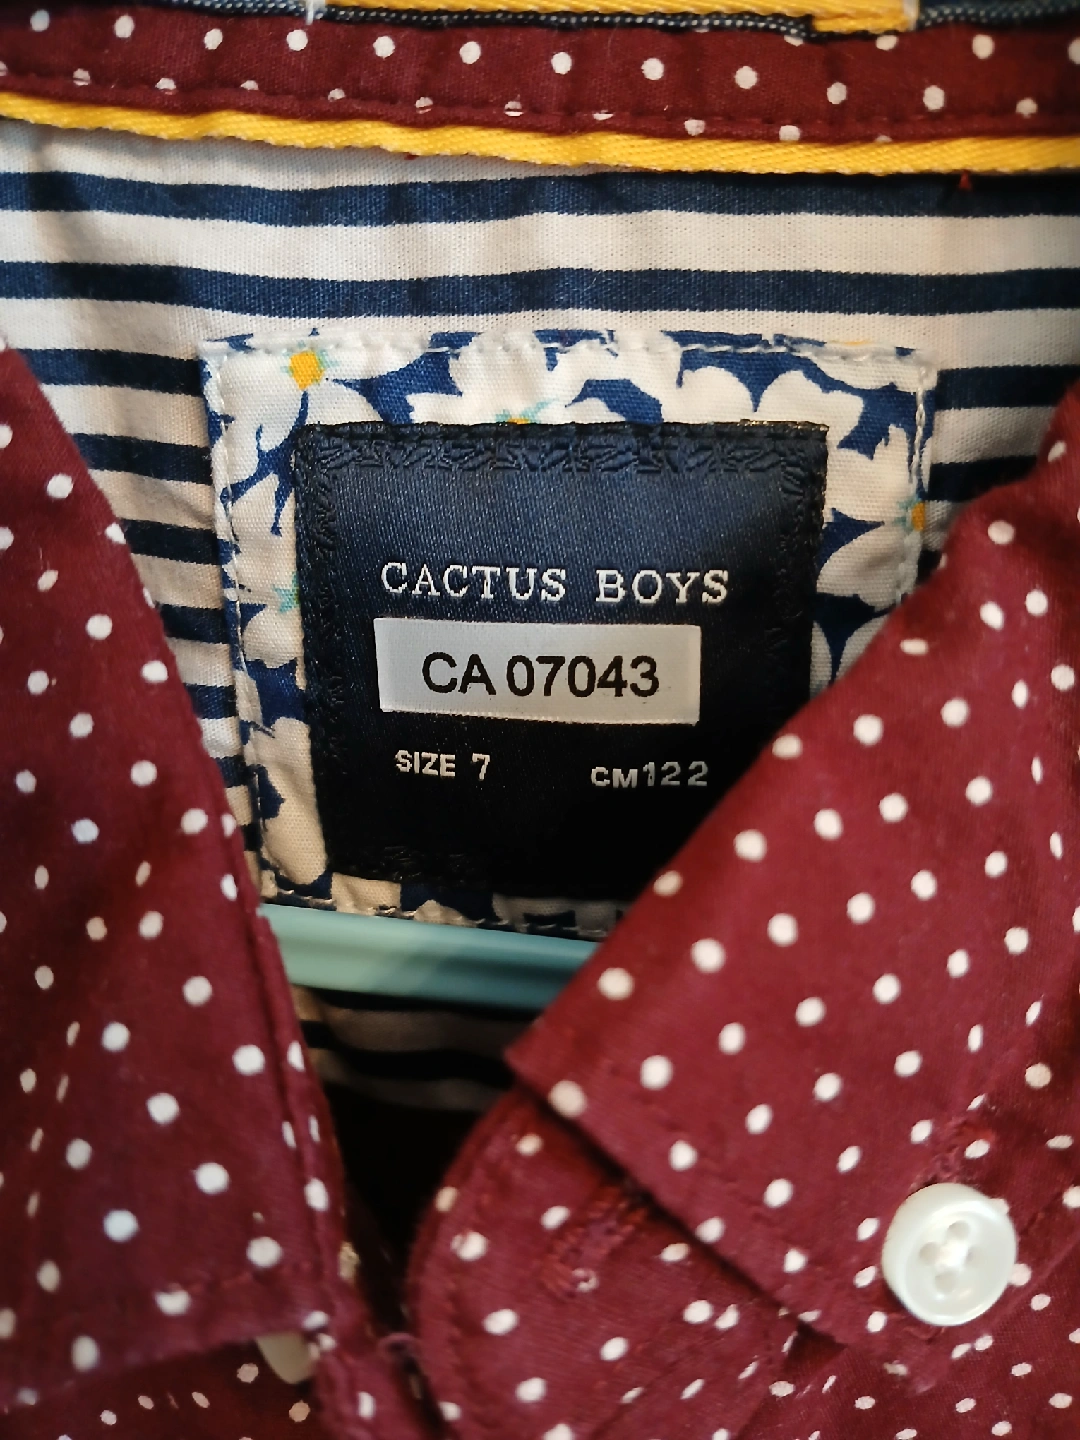 CACTUS BOYS
CA 07043
SIZE 7 CM122